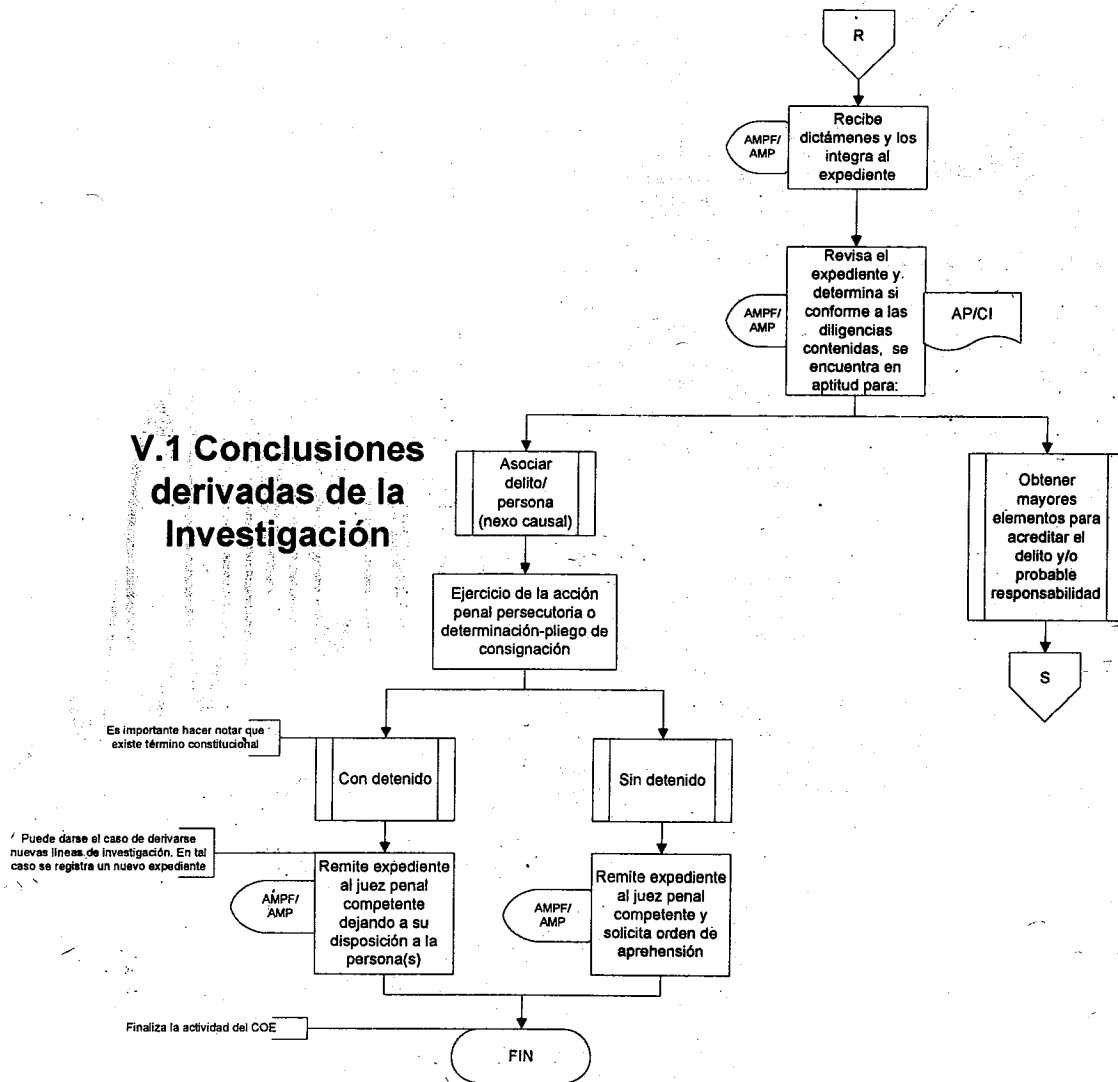 R
AMPF/
AMP
Recibe
dictámenes y los
integra al
expediente
AMPF/
AMP
Revisa el
expediente y
determina si
conforme a las
diligencias
contenidas, se
encuentra en
aptitud para:
AP/CI
V.1 Conclusiones
derivadas de la
Investigación
Asociar
delito/
persona
(nexo causal)
Obtener
mayores
elementos para
acreditar el
delito y/o
probable
responsabilidad
Ejercicio de la acción
penal persecutoria o
determinación-pliego de
consignación
S
Es importante hacer notar que
existe término constitucional
Con detenido
Sin detenido
Puede darse el caso de derivarse
nuevas líneas de investigación. En tal
caso se registra un nuevo expediente
AMPF/
AMP
Remite expediente
al juez penal
competente
dejando a su
disposición a la
persona(s)
AMPF/
AMP
Remite expediente
al juez penal
competente y
solicita orden de
aprehensión
Finaliza la actividad del COE
FIN